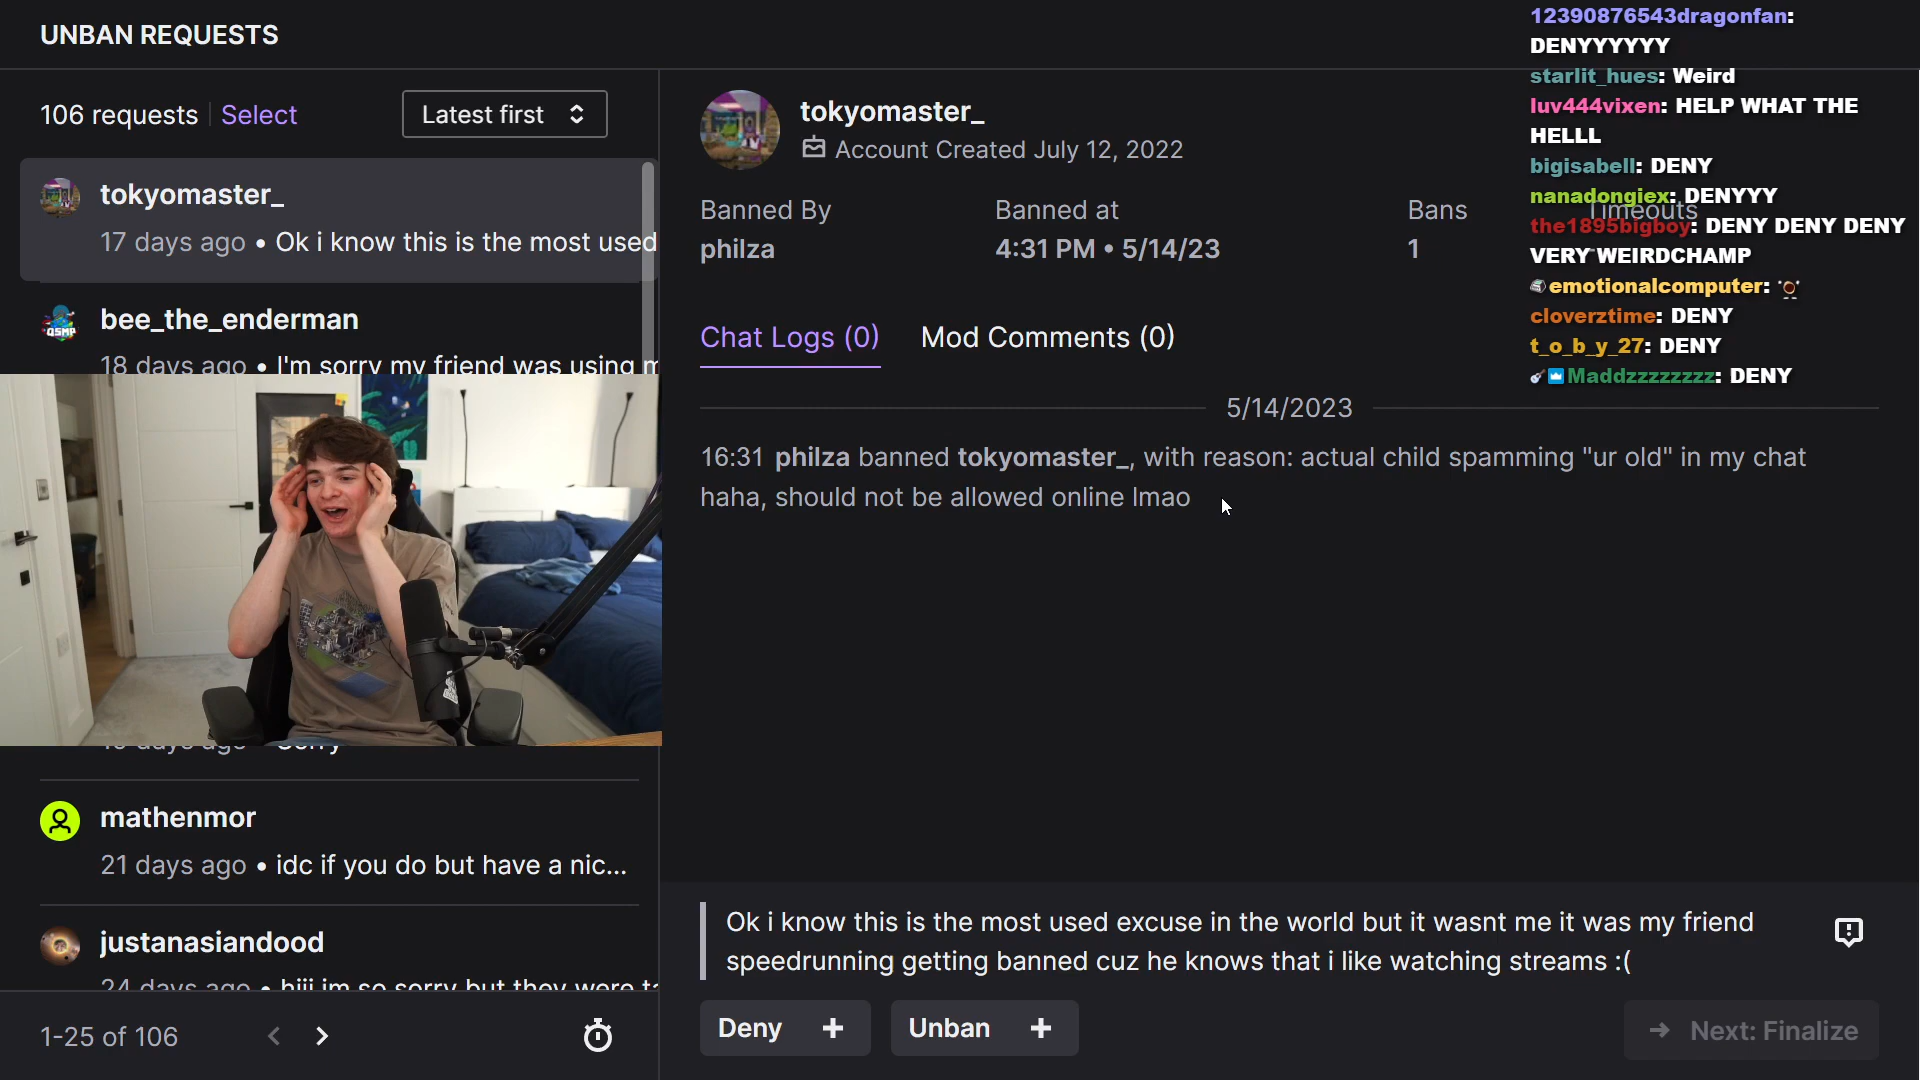 UNBAN REQUESTS
106 requests
Select
Latest first
tokyomaster_
17 days ago • Ok i know this is the most used
bee_the_enderman
18 days ago • I'm sorry my friend was using m
days ago • Sorry
mathenmor
21 days ago • idc if you do but have a nic...
justanasiandood
24 days ago • hiii im so sorry but they were ta
1-25 of 106
tokyomaster_
Account Created July 12, 2022
Banned By
philza
Banned at
4:31 PM • 5/14/23
Bans
1
Timeouts
Chat Logs (0)
Mod Comments (0)
5/14/2023
16:31 philza banned tokyomaster_, with reason: actual child spamming "ur old" in my chat
haha, should not be allowed online lmao
Ok i know this is the most used excuse in the world but it wasnt me it was my friend
speedrunning getting banned cuz he knows that i like watching streams :(
Deny
Unban
Next: Finalize
12390876543dragonfan:
DENYYYYYY
starlit_hues: Weird
luv444vixen: HELP WHAT THE
HELLL
bigisabell: DENY
nanadongiex: DENYYY
the1895bigboy: DENY DENY DENY
VERY WEIRDCHAMP
emotionalcomputer:
cloverztime: DENY
t_o_b_y_27: DENY
Maddzzzzzzzz: DENY